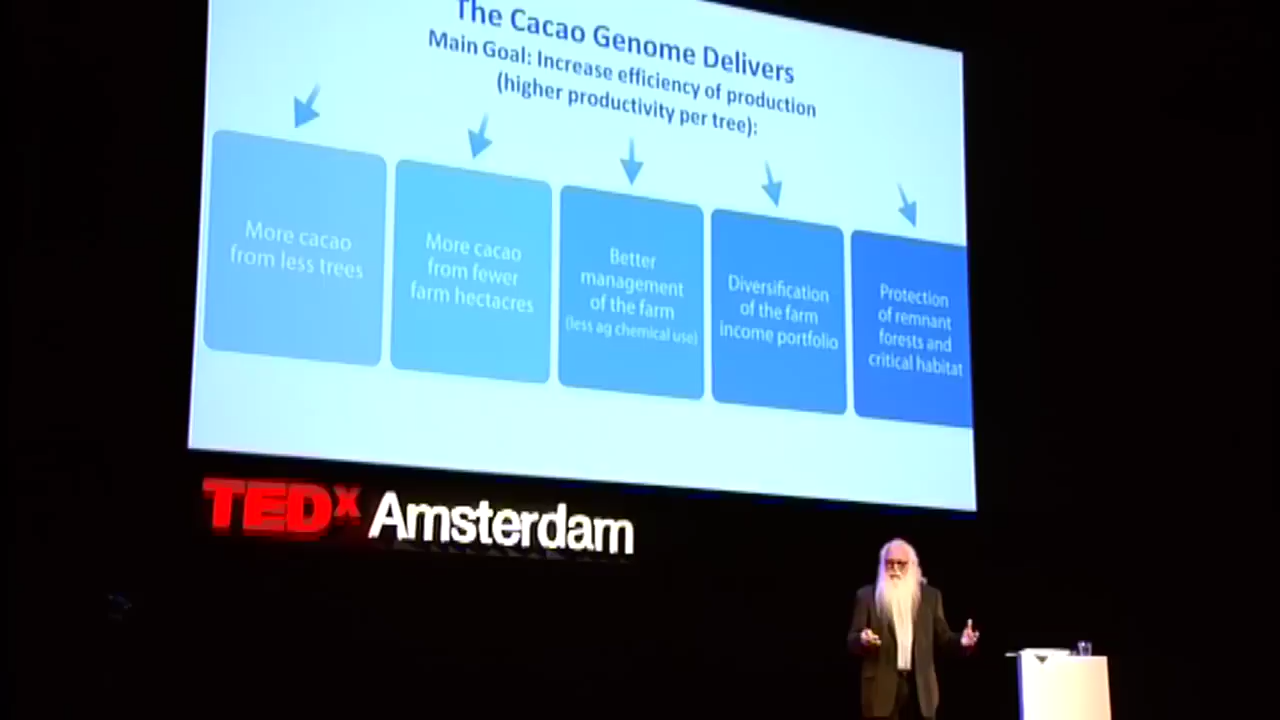 The Cacao Genome Delivers
Main Goal: Increase efficiency of production
(higher productivity per tree):
More cacao
from less trees
More cacao
from fewer
farm hectacres
Better
management
of the farm
(less ag chemical use)
Diversification
of the farm
income portfolio
Protection
of remnant
forests and
critical habitat
TEDx Amsterdam